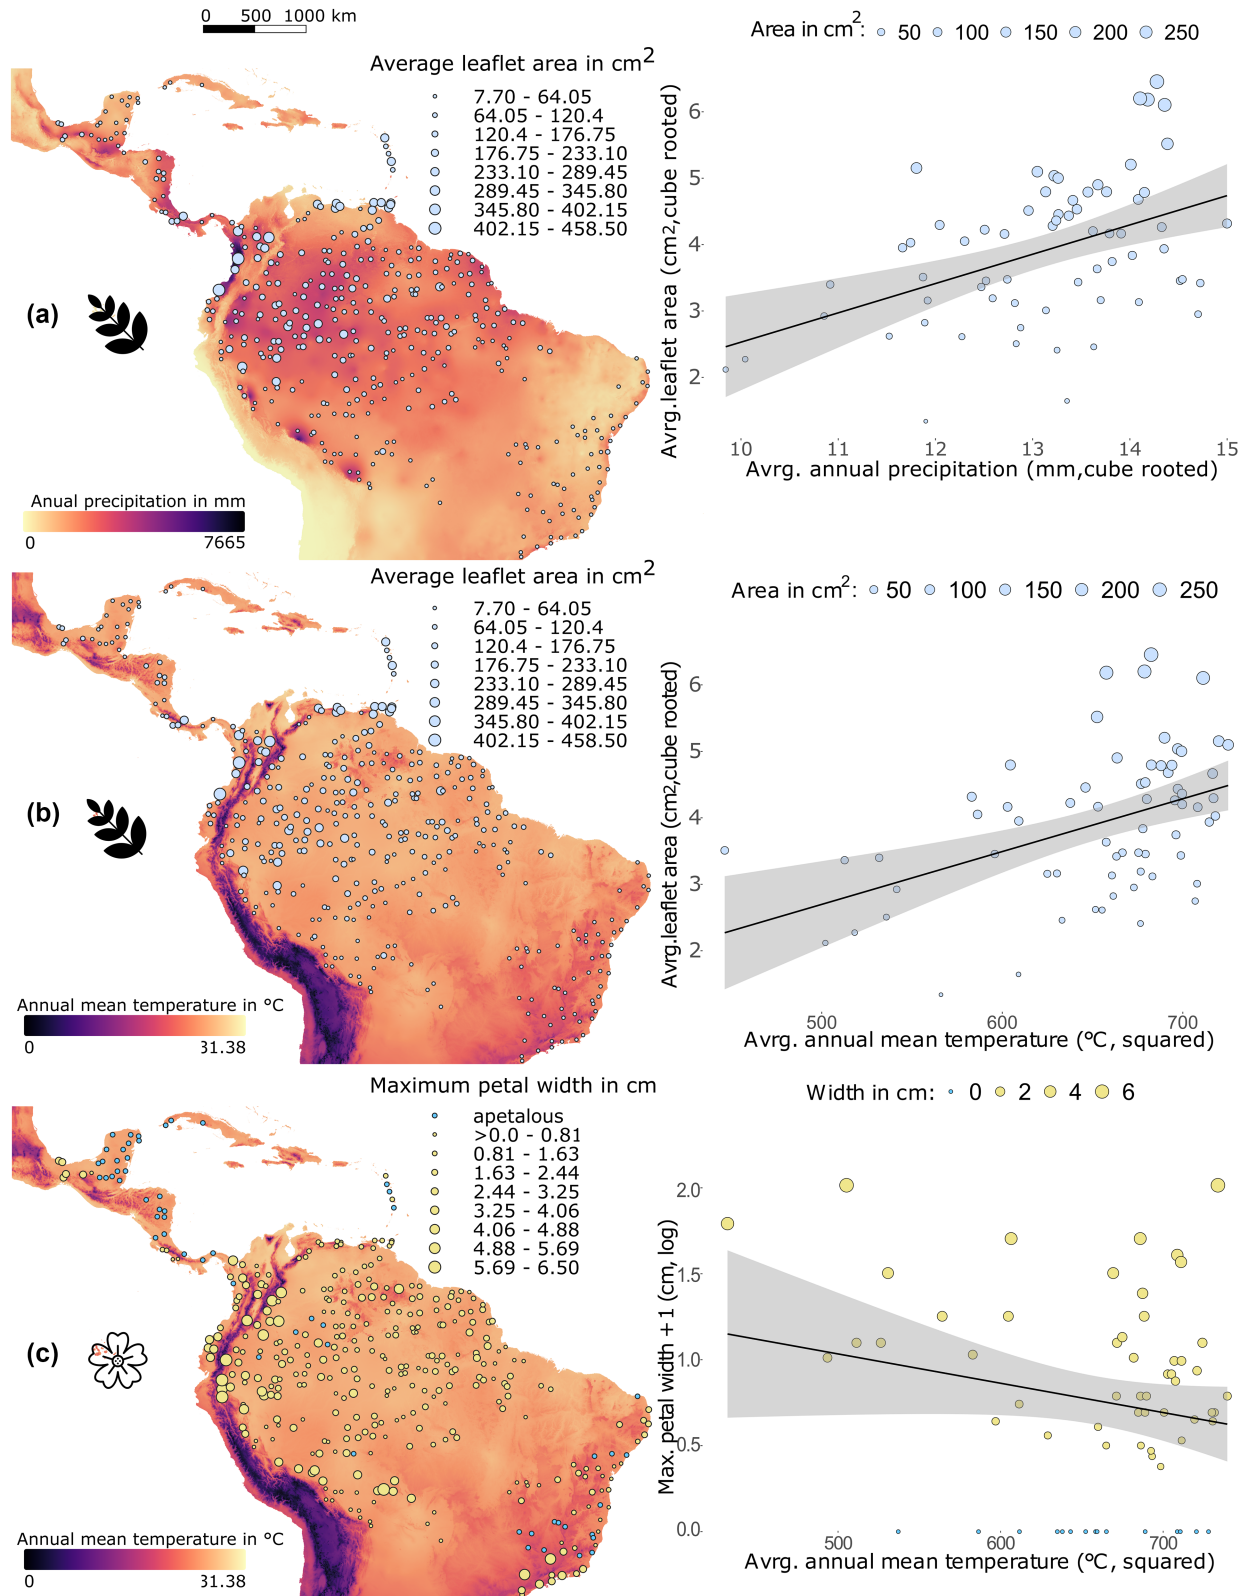 0 500 1000 km
Average leaflet area in cm2
7.70 - 64.05
64.05 - 120.4
120.4 - 176.75
176.75 - 233.10
233.10 - 289.45
289.45 - 345.80
345.80 - 402.15
402.15 - 458.50
(a)
Anual precipitation in mm
0 7665
Area in cm2: 50 100 150 200 250
Avrg.leaflet area (cm2,cube rooted)
6
5
4
3
2
10 11 12 13 14 15
Avrg. annual precipitation (mm,cube rooted)
Average leaflet area in cm2
7.70 - 64.05
64.05 - 120.4
120.4 - 176.75
176.75 - 233.10
233.10 - 289.45
289.45 - 345.80
345.80 - 402.15
402.15 - 458.50
(b)
Annual mean temperature in °C
0 31.38
Area in cm2: 50 100 150 200 250
Avrg.leaflet area (cm2,cube rooted)
6
5
4
3
2
500 600 700
Avrg. annual mean temperature (°C, squared)
Maximum petal width in cm
apetalous
>0.0 - 0.81
0.81 - 1.63
1.63 - 2.44
2.44 - 3.25
3.25 - 4.06
4.06 - 4.88
4.88 - 5.69
5.69 - 6.50
(c)
Annual mean temperature in °C
0 31.38
Width in cm: 0 2 4 6
Max. petal width + 1 (cm, log)
2.0
1.5
1.0
0.5
0.0
500 600 700
Avrg. annual mean temperature (°C, squared)